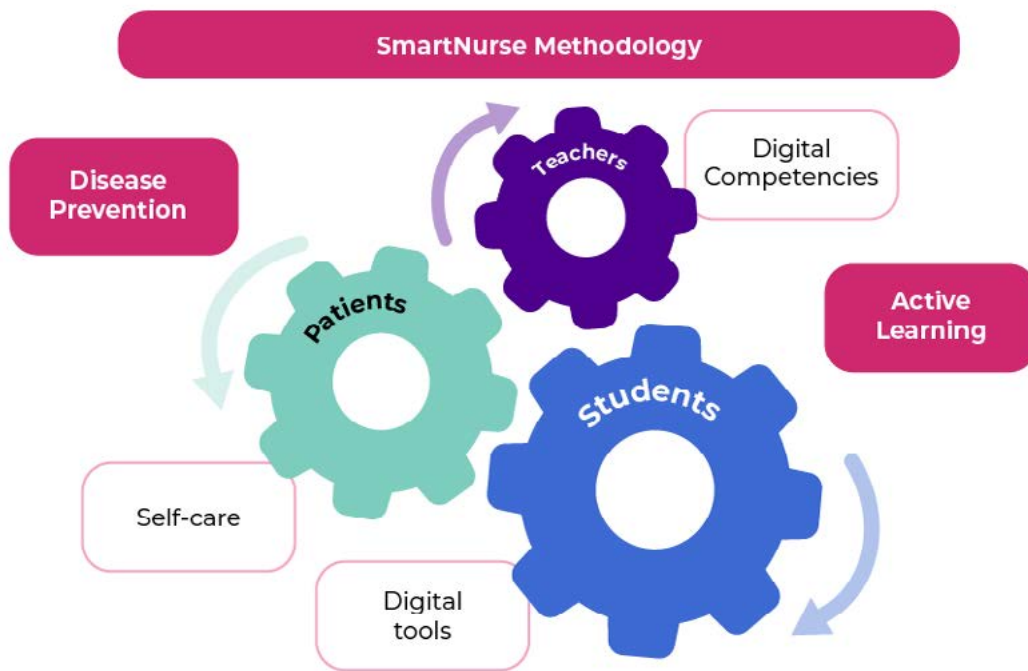 SmartNurse Methodology
Teachers
Digital
Competencies
Disease
Prevention
Patients
Active
Learning
Students
Self-care
Digital
tools